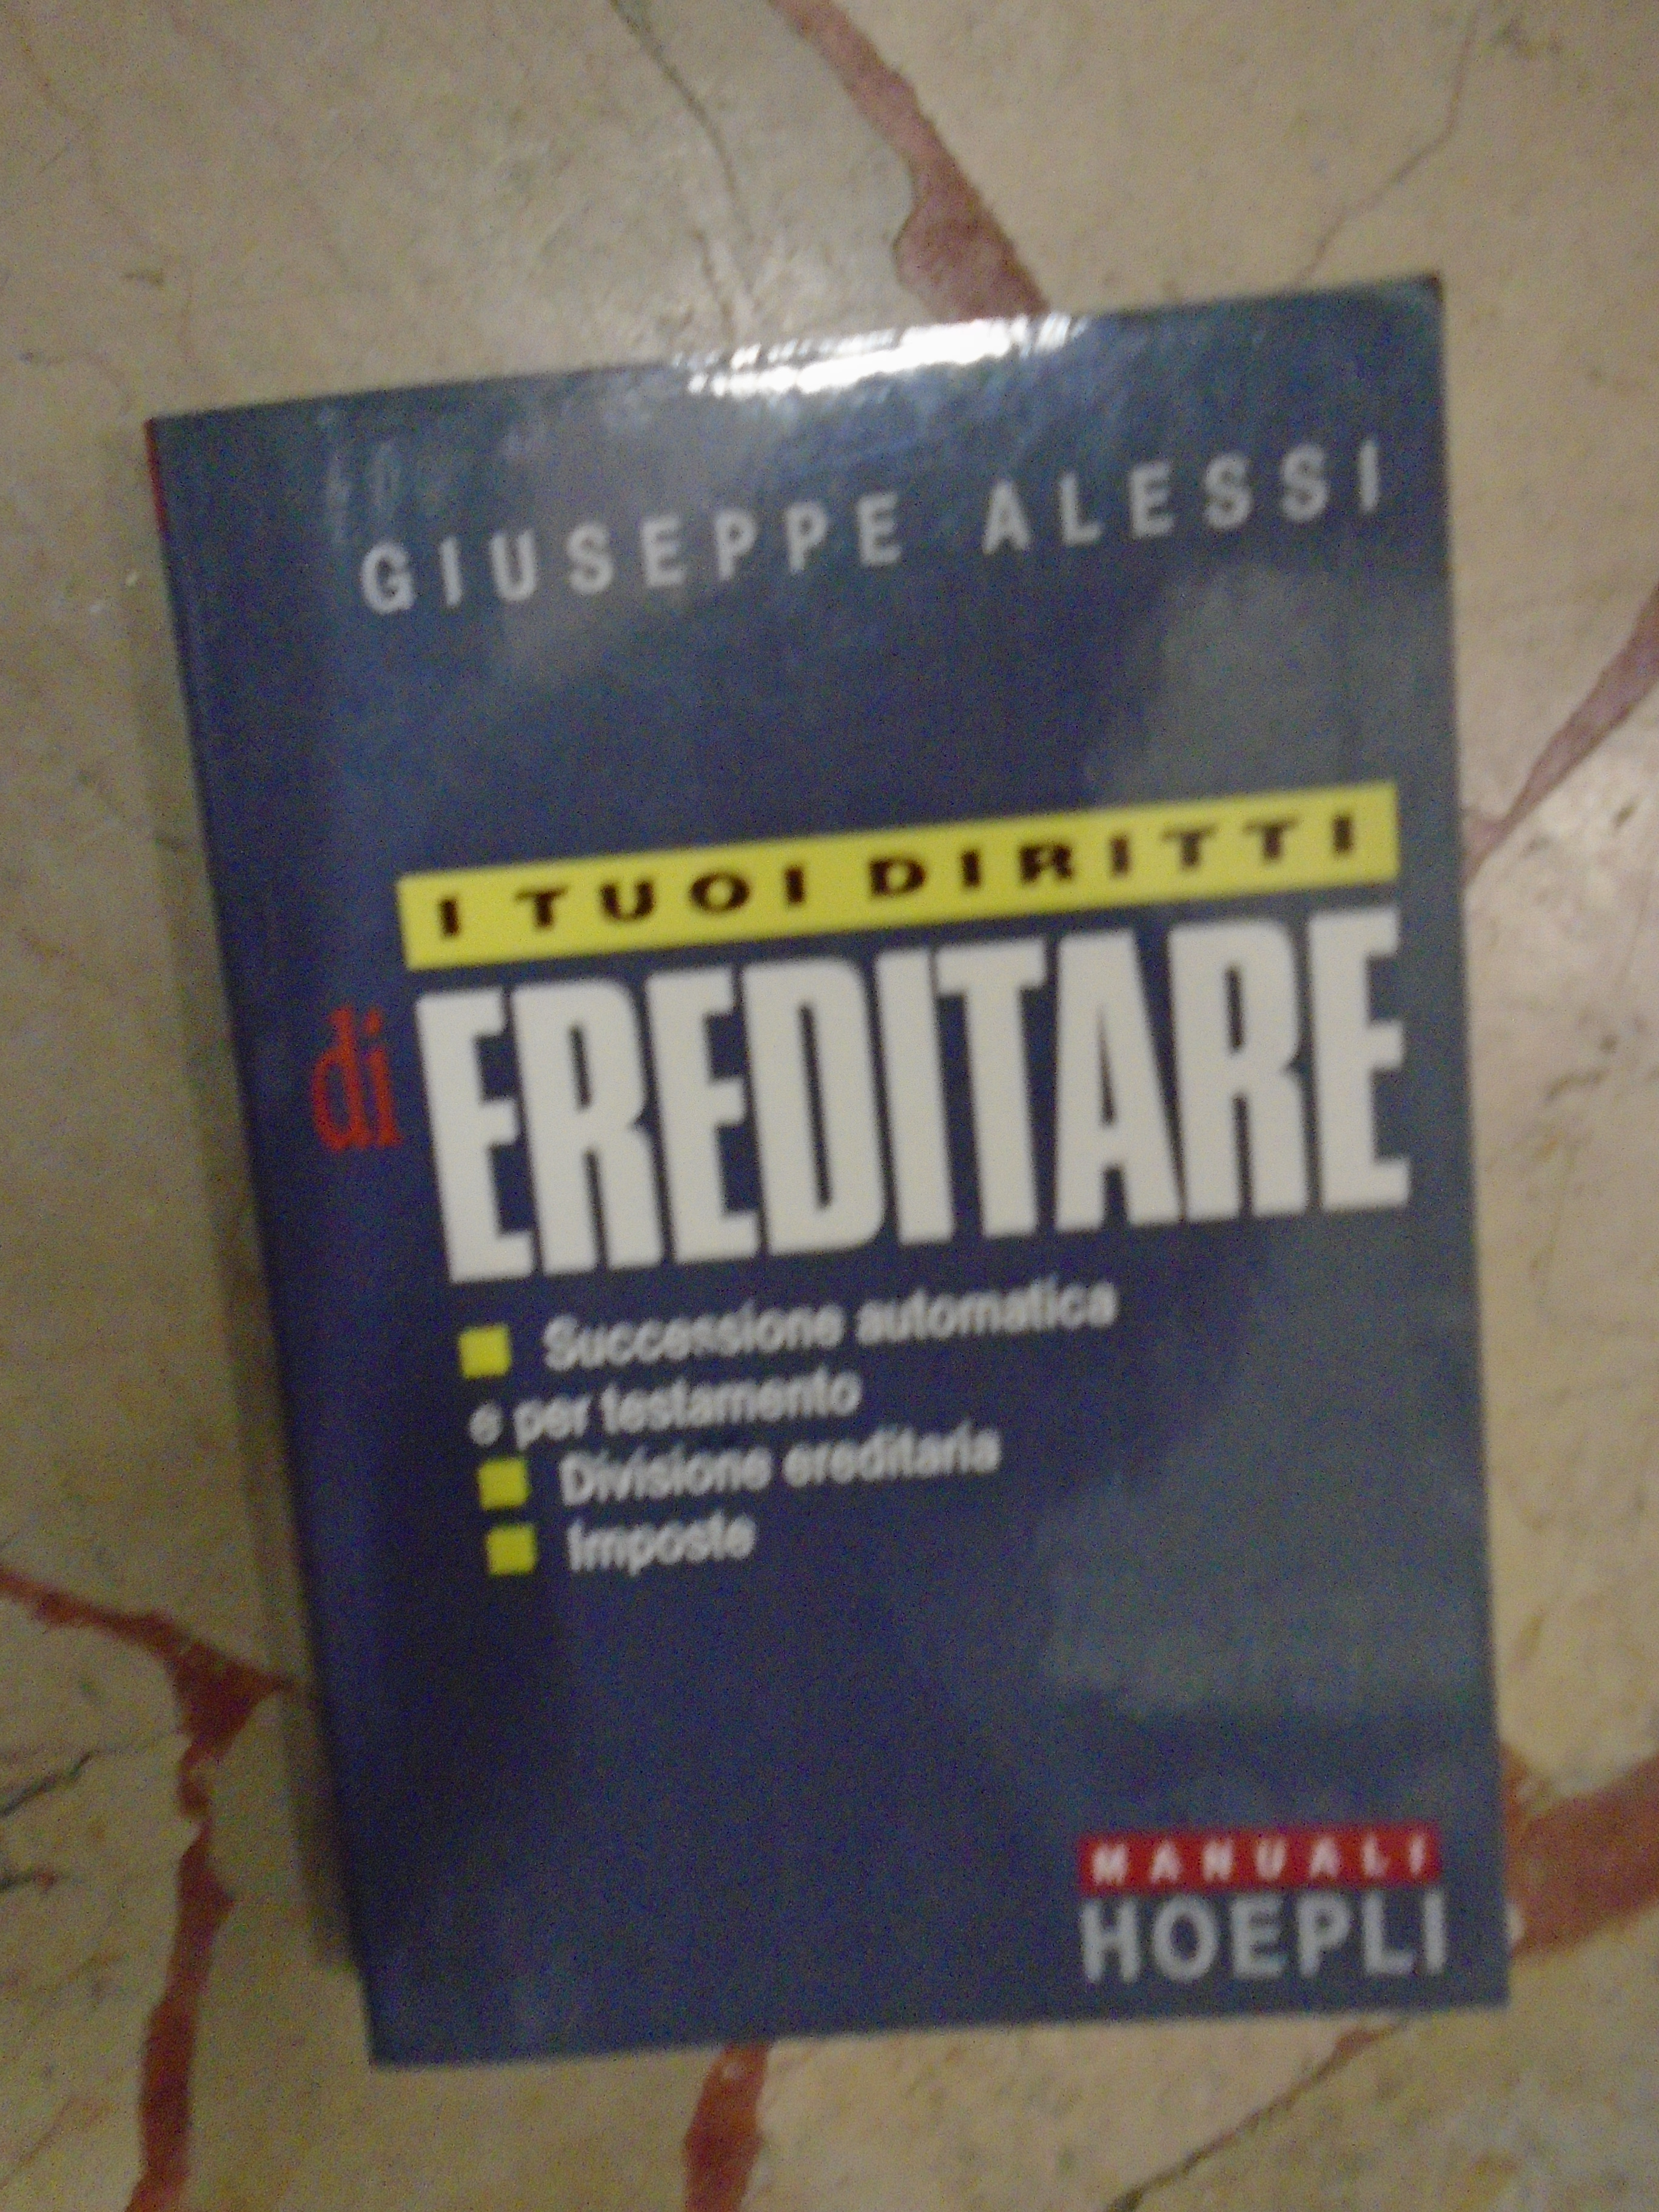 GIUSEPPE ALESSI
I TUOI DIRITTI
di EREDITARE
Successione automatica
e per testamento
Divisione ereditaria
Imposte
MANUALI
HOEPLI